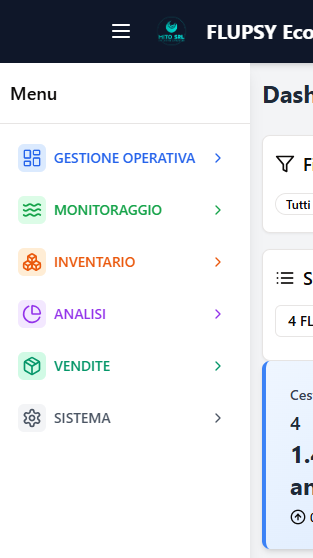 MITO SRL
FLUPSY Eco
Menu
Dash
GESTIONE OPERATIVA
MONITORAGGIO
INVENTARIO
ANALISI
VENDITE
SISTEMA
Tutti
S
4 FL
Ces
4
1.4
an